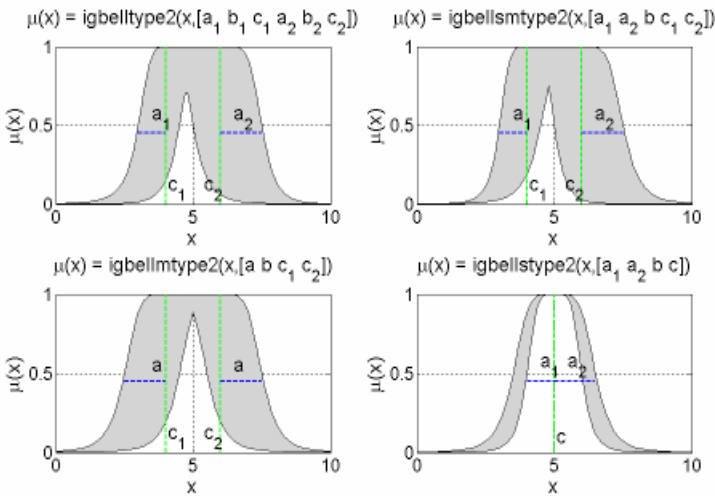 μ(x) = igbelltype2(x,[a₁ b₁ c₁ a₂ b₂ c₂])
μ(x)
1
0.5
0
a₁
a₂
c₁
c₂
0
5
10
x
μ(x) = igbellsmtype2(x,[a₁ a₂ b c₁ c₂])
μ(x)
1
0.5
0
a₁
a₂
c₁
c₂
0
5
10
x
μ(x) = igbellmtype2(x,[a b c₁ c₂])
μ(x)
1
0.5
0
a
a
c₁
c₂
0
5
10
x
μ(x) = igbellstype2(x,[a₁ a₂ b c])
μ(x)
1
0.5
0
a₁
a₂
c
0
5
10
x